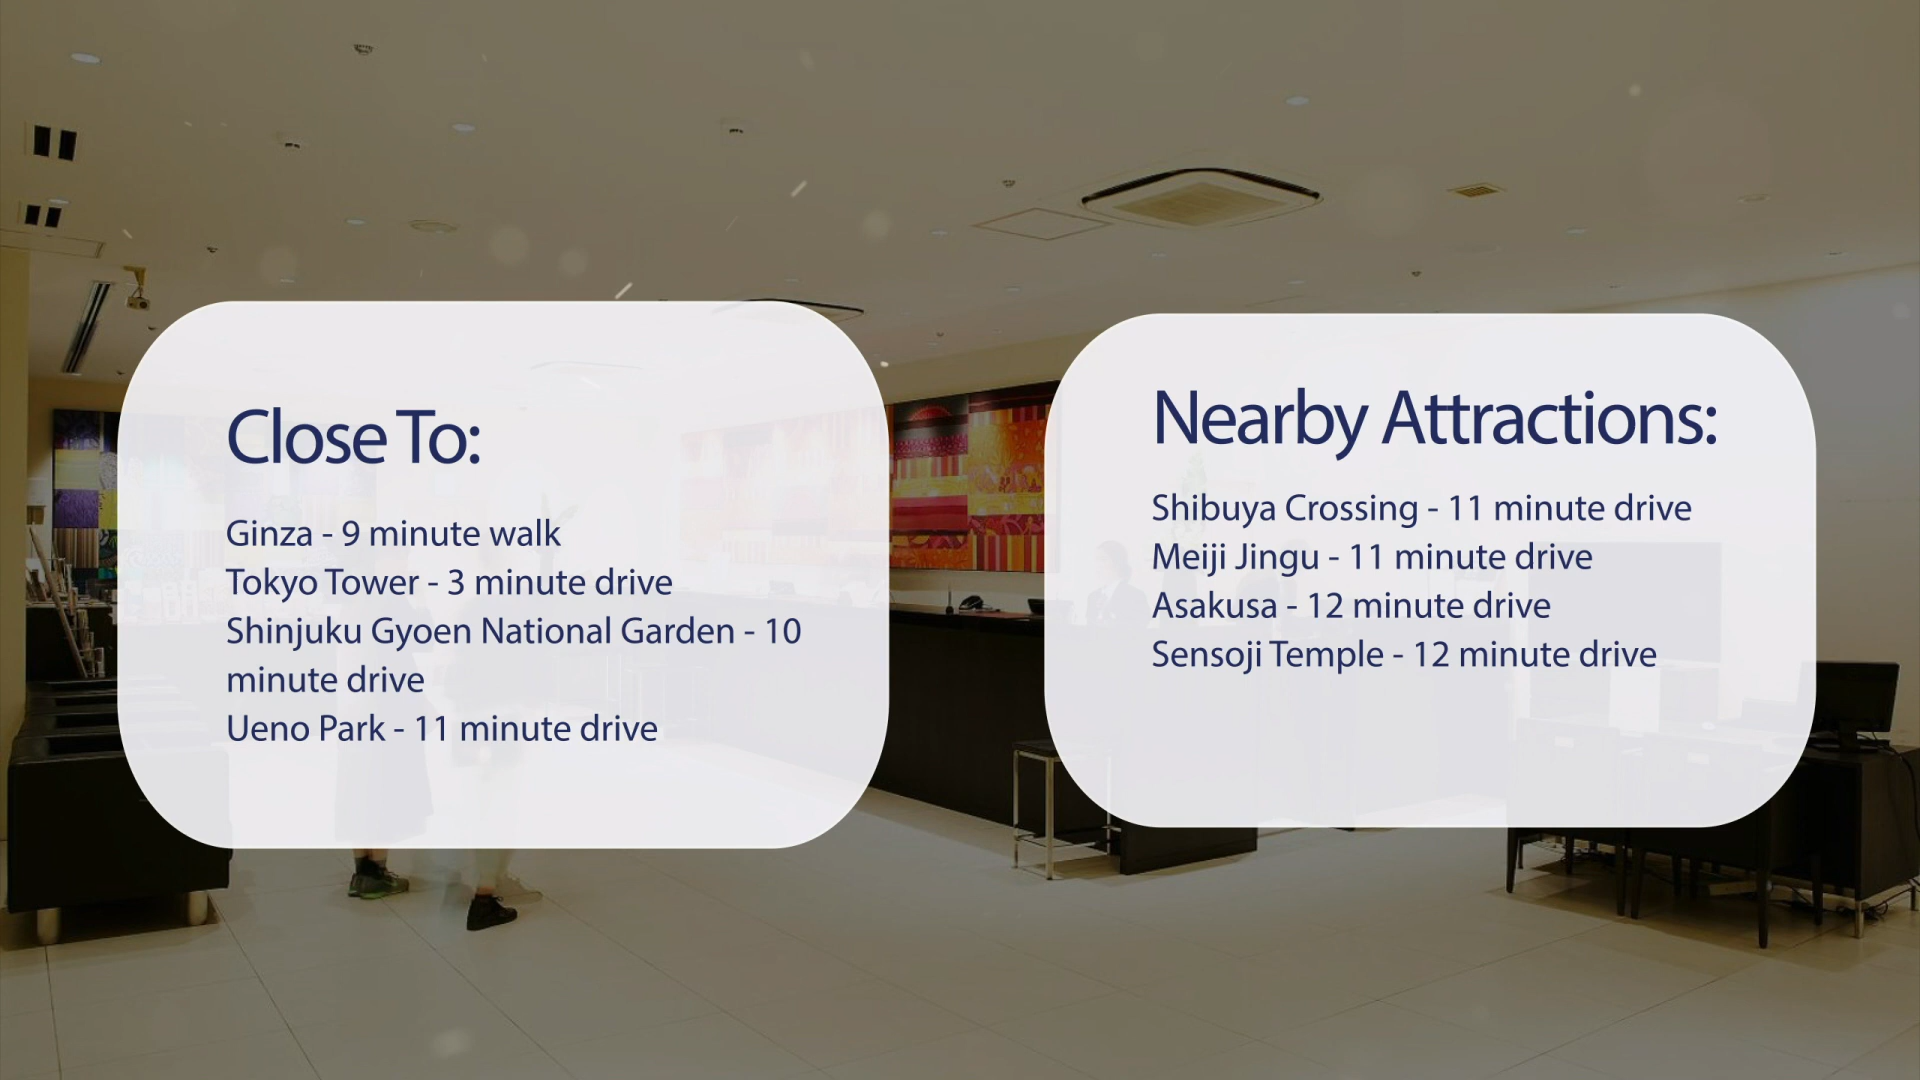 Close To:
Ginza - 9 minute walk
Tokyo Tower - 3 minute drive
Shinjuku Gyoen National Garden - 10
minute drive
Ueno Park - 11 minute drive
Nearby Attractions:
Shibuya Crossing - 11 minute drive
Meiji Jingu - 11 minute drive
Asakusa - 12 minute drive
Sensoji Temple - 12 minute drive